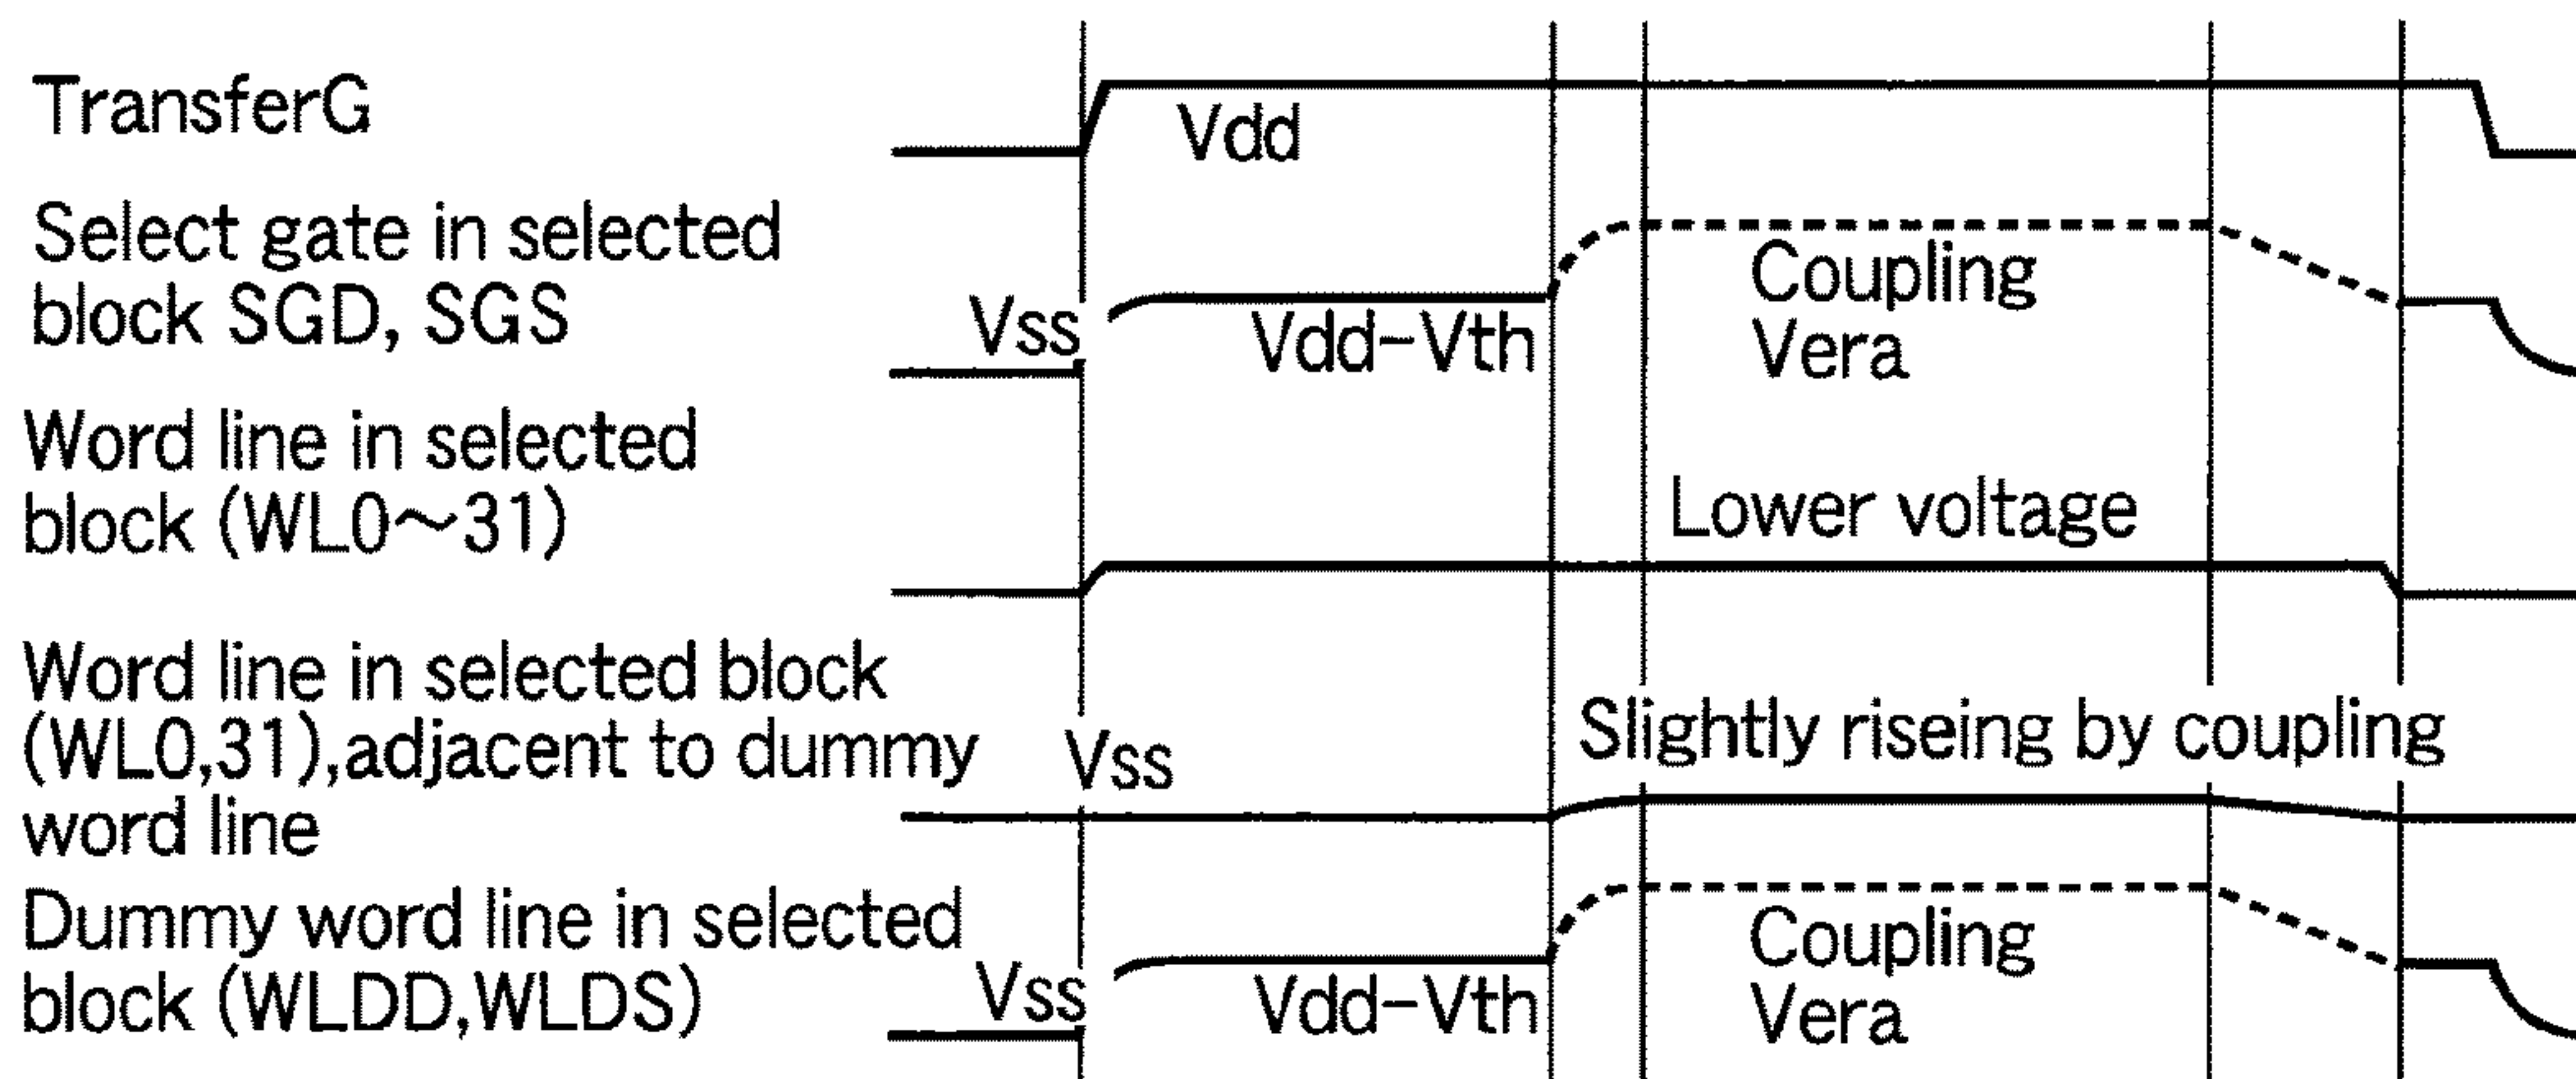 TransferG
Vdd
Select gate in selected
block SGD, SGS
Vss
Vdd-Vth
Coupling
Vera
Word line in selected
block (WL0~31)
Lower voltage
Word line in selected block
(WL0,31),adjacent to dummy
word line
Vss
Slightly riseing by coupling
Dummy word line in selected
block (WLDD,WLDS)
Vss
Vdd-Vth
Coupling
Vera